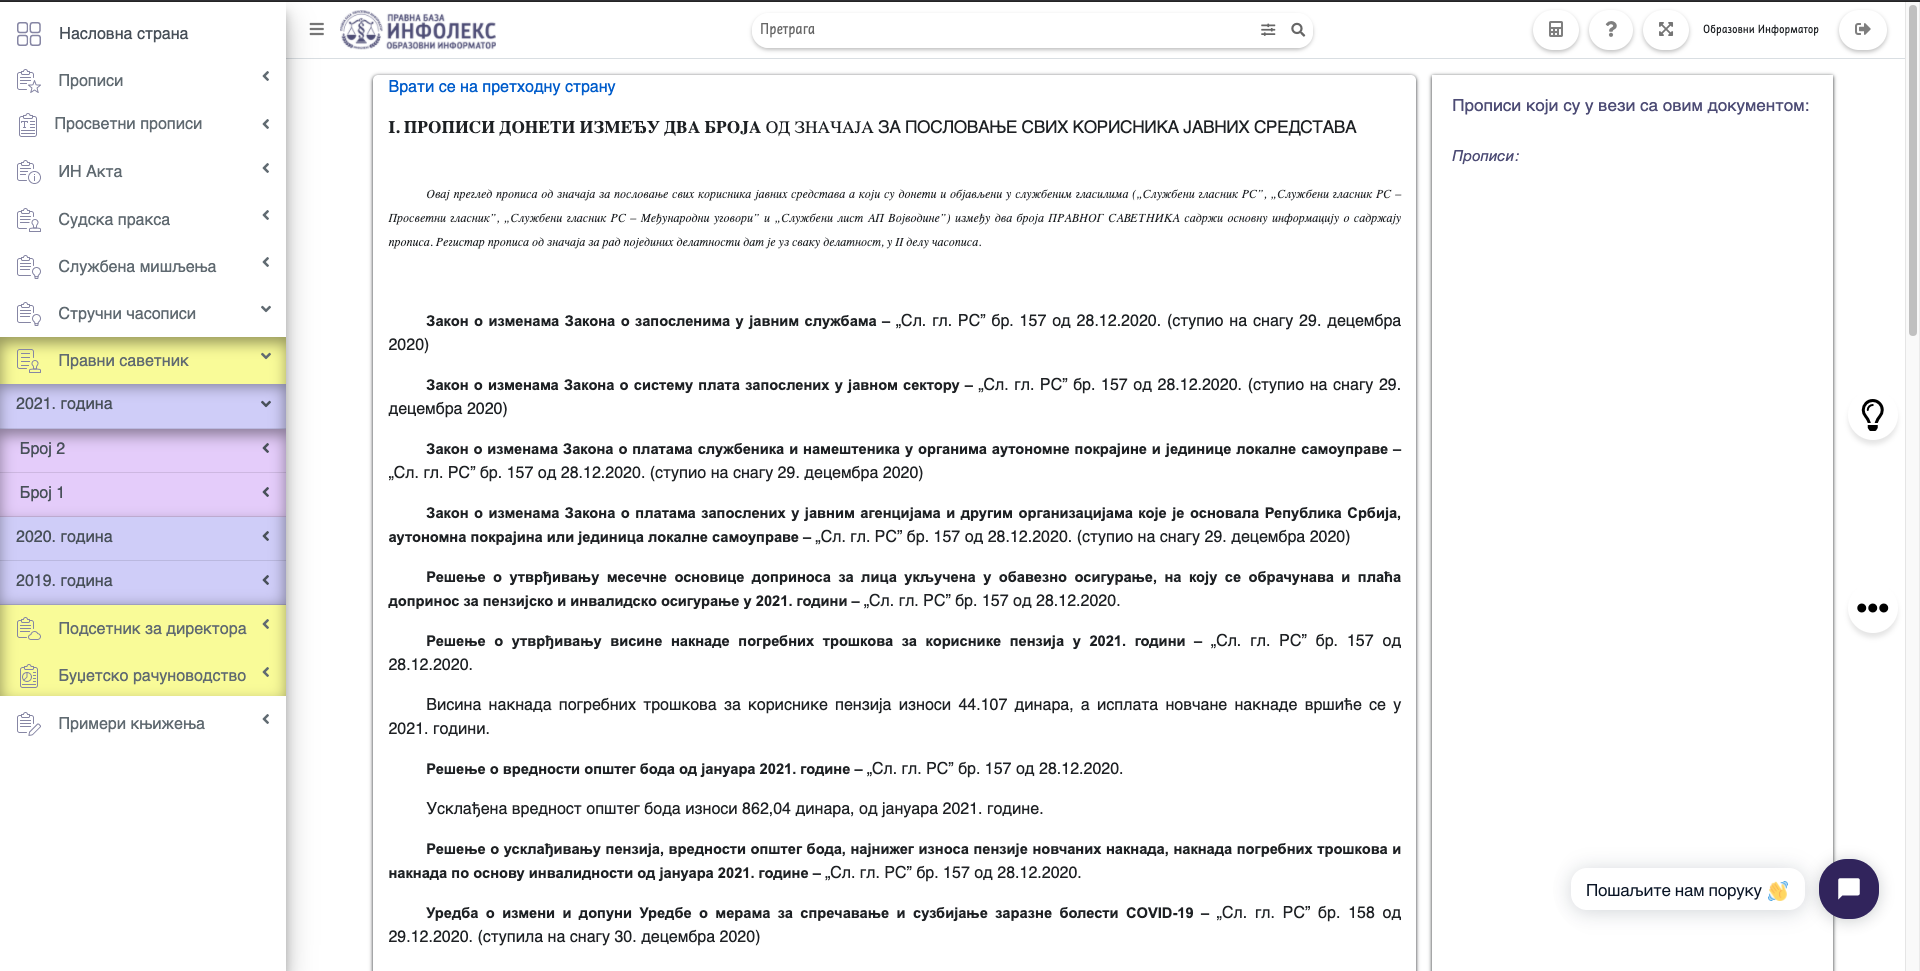 Насловна страна
Прописи
Просветни прописи
ИН Акта
Судска пракса
Службена мишљења
Стручни часописи
Правни саветник
2021. година
Број 2
Број 1
2020. година
2019. година
Подсетник за директора
Буџетско рачуноводство
Примери књижења
ПРАВНА БАЗА
ИНФОЛЕКС
ОБРАЗОВНИ ИНФОРМАТОР
Претрага
Образовни Информатор
Врати се на претходну страну
I. ПРОПИСИ ДОНЕТИ ИЗМЕЂУ ДВА БРОЈА ОД ЗНАЧАЈА ЗА ПОСЛОВАЊЕ СВИХ КОРИСНИКА ЈАВНИХ СРЕДСТАВА
Овај преглед прописа од значаја за пословање свих корисника јавних средстава а који су донети и објављени у службеним гласилима („Службени гласник РС”, „Службени гласник РС –
Просветни гласник”, „Службени гласник РС – Међународни уговори” и „Службени лист АП Војводине”) између два броја ПРАВНОГ САВЕТНИКА садржи основну информацију о садржају
прописа. Регистар прописа од значаја за рад појединих делатности дат је уз сваку делатност, у II делу часописа.
Закон о изменама Закона о запосленима у јавним службама – „Сл. гл. РС” бр. 157 од 28.12.2020. (ступио на снагу 29. децембра
2020)
Закон о изменама Закона о систему плата запослених у јавном сектору – „Сл. гл. РС” бр. 157 од 28.12.2020. (ступио на снагу 29.
децембра 2020)
Закон о изменама Закона о платама службеника и намештеника у органима аутономне покрајине и јединице локалне самоуправе –
„Сл. гл. РС” бр. 157 од 28.12.2020. (ступио на снагу 29. децембра 2020)
Закон о изменама Закона о платама запослених у јавним агенцијама и другим организацијама које је основала Република Србија,
аутономна покрајина или јединица локалне самоуправе – „Сл. гл. РС” бр. 157 од 28.12.2020. (ступио на снагу 29. децембра 2020)
Решење о утврђивању месечне основице доприноса за лица укључена у обавезно осигурање, на коју се обрачунава и плаћа
допринос за пензијско и инвалидско осигурање у 2021. години – „Сл. гл. РС” бр. 157 од 28.12.2020.
Решење о утврђивању висине накнаде погребних трошкова за кориснике пензија у 2021. години – „Сл. гл. РС” бр. 157 од
28.12.2020.
Висина накнада погребних трошкова за кориснике пензија износи 44.107 динара, а исплата новчане накнаде вршиће се у
2021. години.
Решење о вредности општег бода од јануара 2021. године – „Сл. гл. РС” бр. 157 од 28.12.2020.
Усклађена вредност општег бода износи 862,04 динара, од јануара 2021. године.
Решење о усклађивању пензија, вредности општег бода, најнижег износа пензије новчаних накнада, накнада погребних трошкова и
накнада по основу инвалидности од јануара 2021. године – „Сл. гл. РС” бр. 157 од 28.12.2020.
Уредба о измени и допуни Уредбе о мерама за спречавање и сузбијање заразне болести COVID-19 – „Сл. гл. РС” бр. 158 од
29.12.2020. (ступила на снагу 30. децембра 2020)
Прописи који су у вези са овим документом:
Прописи:
Пошаљите нам поруку 👋